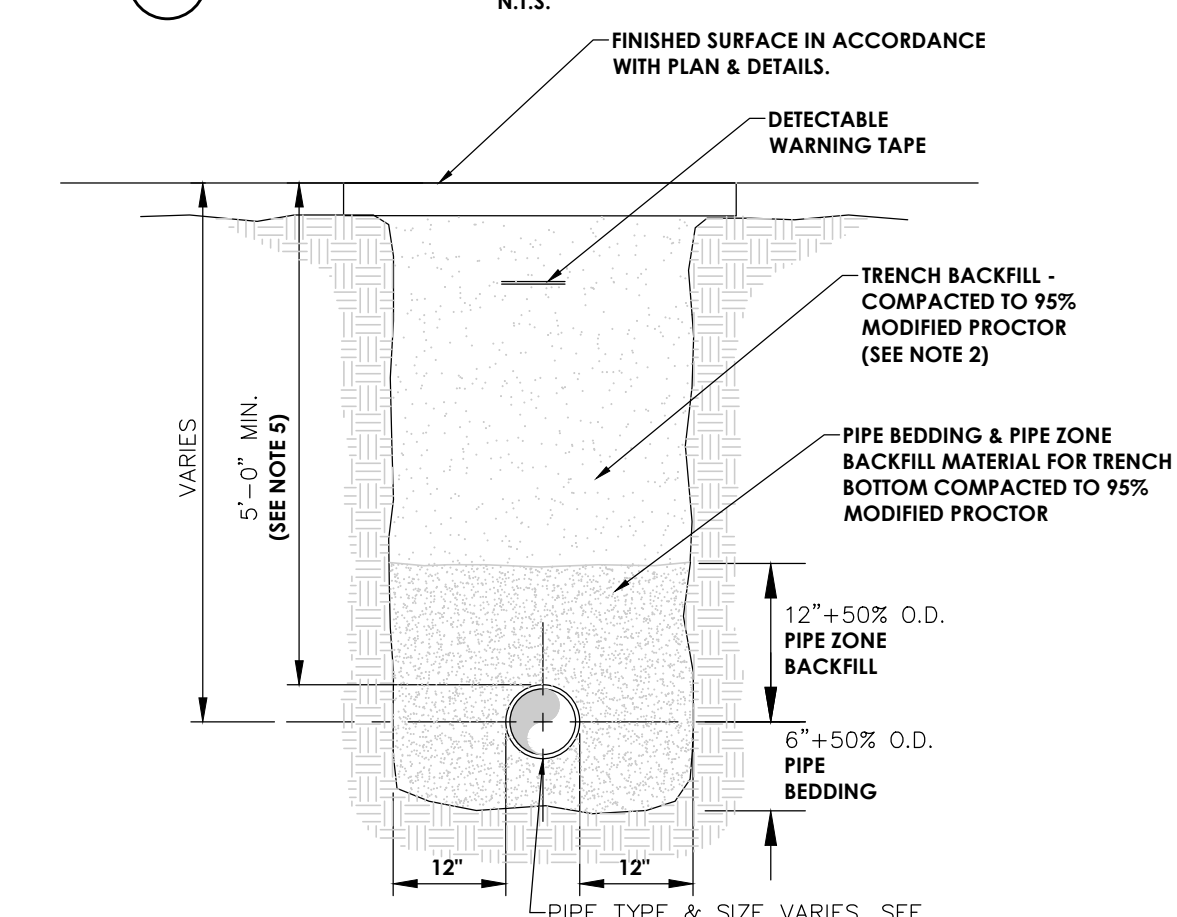 N.T.S.
FINISHED SURFACE IN ACCORDANCE
WITH PLAN & DETAILS.
DETECTABLE
WARNING TAPE
TRENCH BACKFILL -
COMPACTED TO 95%
MODIFIED PROCTOR
(SEE NOTE 2)
VARIES
5'-0" MIN.
(SEE NOTE 5)
PIPE BEDDING & PIPE ZONE
BACKFILL MATERIAL FOR TRENCH
BOTTOM COMPACTED TO 95%
MODIFIED PROCTOR
12"+50% O.D.
PIPE ZONE
BACKFILL
6"+50% O.D.
PIPE
BEDDING
12"
12"
PIPE TYPE & SIZE VARIES, SEE